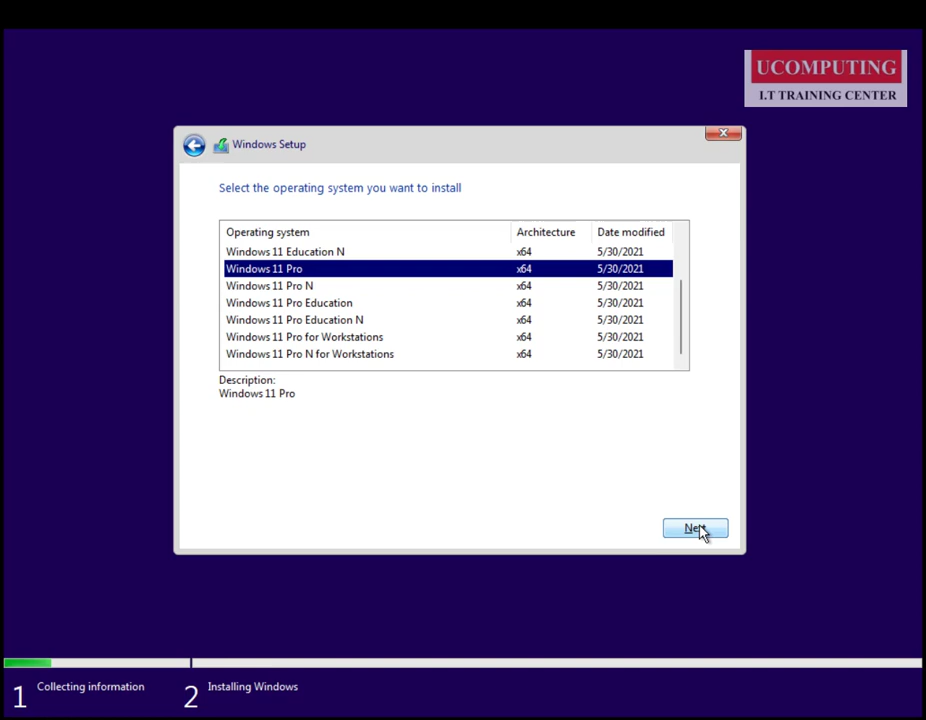 UCOMPUTING
I.T TRAINING CENTER
Windows Setup
Select the operating system you want to install
Operating system Architecture Date modified
Windows 11 Education N x64 5/30/2021
Windows 11 Pro x64 5/30/2021
Windows 11 Pro N x64 5/30/2021
Windows 11 Pro Education x64 5/30/2021
Windows 11 Pro Education N x64 5/30/2021
Windows 11 Pro for Workstations x64 5/30/2021
Windows 11 Pro N for Workstations x64 5/30/2021
Description:
Windows 11 Pro
Next
1 Collecting information 2 Installing Windows